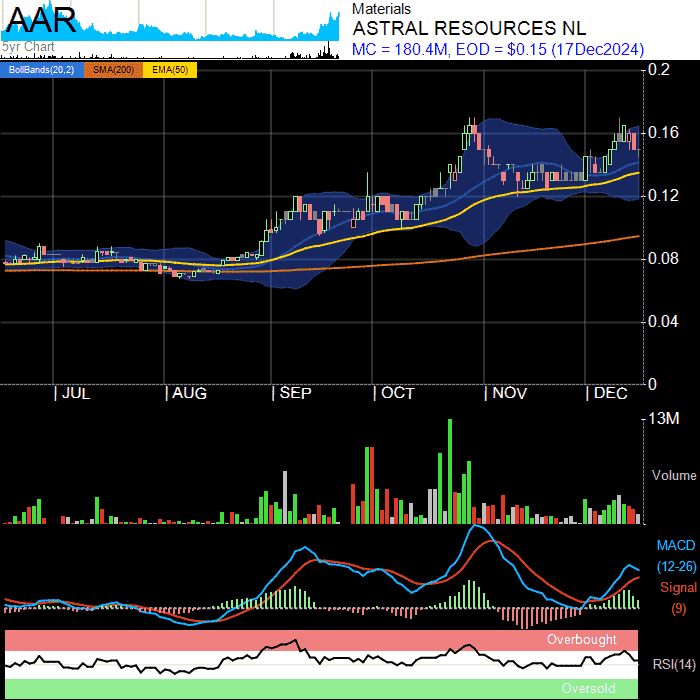 AAR
5yr Chart
Materials
ASTRAL RESOURCES NL
MC = 180.4M, EOD = $0.15 (17Dec2024)
BollBands(20,2) SMA(200) EMA(50)
0.2
0.16
0.12
0.08
0.04
0
| JUL | AUG | SEP | OCT | NOV | DEC
13M
Volume
MACD
(12-26)
Signal
(9)
Overbought
RSI(14)
Oversold